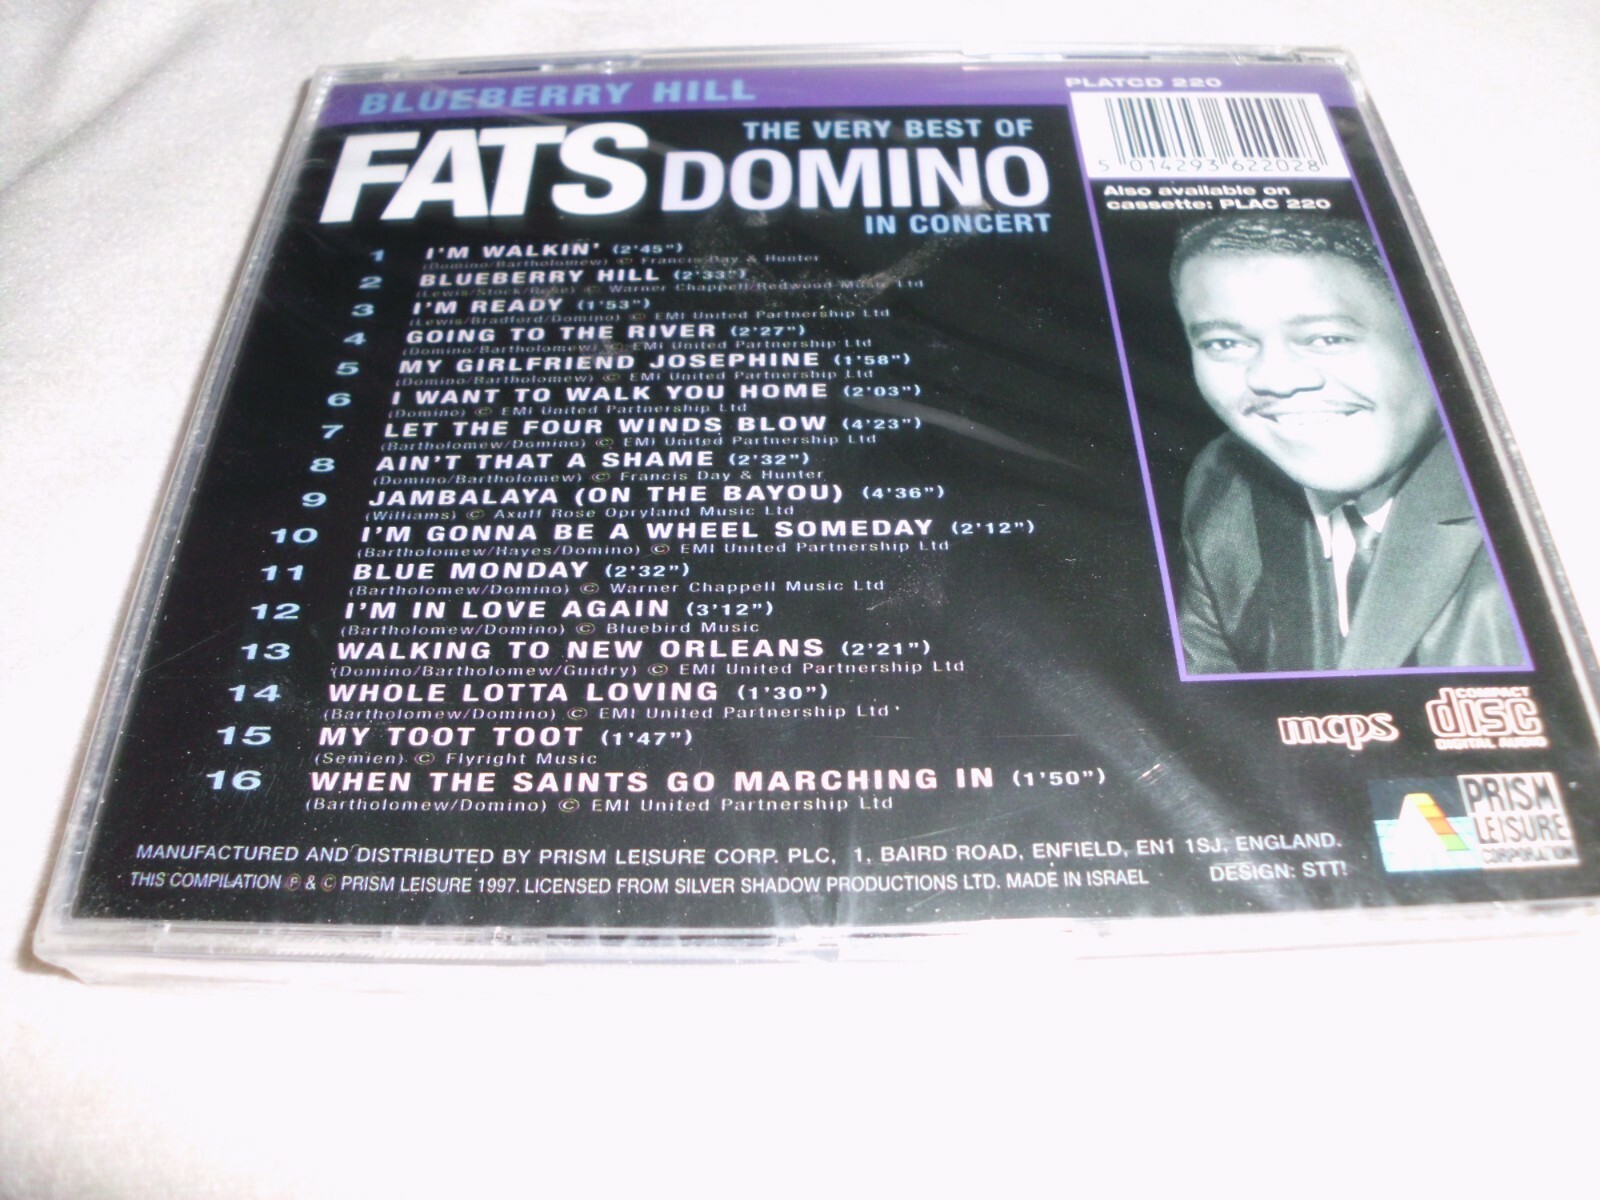 BLUEBERRY HILL
PLATCD 220
THE VERY BEST OF
FATS DOMINO
IN CONCERT
5 014293 622028
Also available on
cassette: PLAC 220
1 I'M WALKIN' (2'45")
(Domino/Bartholomew) © Francis Day & Hunter
2 BLUEBERRY HILL (2'33")
(Lewis/Stock/Rose) © Warner Chappell/Redwood Music Ltd
3 I'M READY (1'53")
(Lewis/Bradford/Domino) © EMI United Partnership Ltd
4 GOING TO THE RIVER (2'27")
(Domino/Bartholomew) © EMI United Partnership Ltd
5 MY GIRLFRIEND JOSEPHINE (1'58")
(Domino/Bartholomew) © EMI United Partnership Ltd
6 I WANT TO WALK YOU HOME (2'03")
(Domino) © EMI United Partnership Ltd
7 LET THE FOUR WINDS BLOW (4'23")
(Bartholomew/Domino) © EMI United Partnership Ltd
8 AIN'T THAT A SHAME (2'32")
(Domino/Bartholomew) © Francis Day & Hunter
9 JAMBALAYA (ON THE BAYOU) (4'36")
(Williams) © Axuff Rose Opryland Music Ltd
10 I'M GONNA BE A WHEEL SOMEDAY (2'12")
(Bartholomew/Hayes/Domino) © EMI United Partnership Ltd
11 BLUE MONDAY (2'32")
(Bartholomew/Domino) © Warner Chappell Music Ltd
12 I'M IN LOVE AGAIN (3'12")
(Bartholomew/Domino) © Bluebird Music
13 WALKING TO NEW ORLEANS (2'21")
(Domino/Bartholomew/Guidry) © EMI United Partnership Ltd
14 WHOLE LOTTA LOVING (1'30")
(Bartholomew/Domino) © EMI United Partnership Ltd
15 MY TOOT TOOT (1'47")
(Semien) © Flyright Music
16 WHEN THE SAINTS GO MARCHING IN (1'50")
(Bartholomew/Domino) © EMI United Partnership Ltd
mcps
COMPACT
disc
DIGITAL AUDIO
PRISM
LEISURE
CORPORATION
MANUFACTURED AND DISTRIBUTED BY PRISM LEISURE CORP. PLC, 1, BAIRD ROAD, ENFIELD, EN1 1SJ, ENGLAND.
THIS COMPILATION ℗ & © PRISM LEISURE 1997. LICENSED FROM SILVER SHADOW PRODUCTIONS LTD. MADE IN ISRAEL DESIGN: STT!